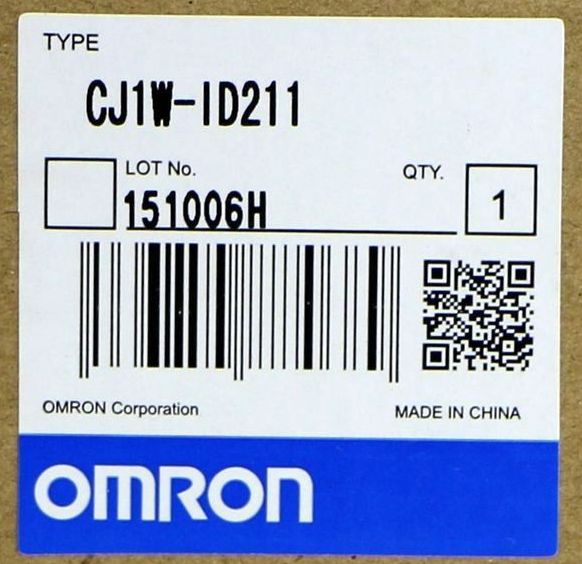 TYPE
CJ1W-ID211
LOT No.
151006H
QTY.
1
OMRON Corporation
MADE IN CHINA
OMRON